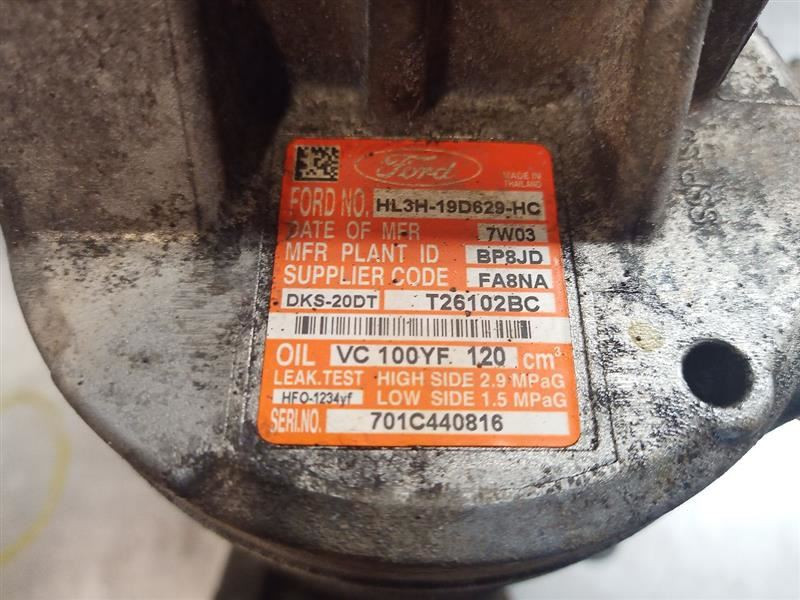 Ford
MADE IN
THAILAND
FORD NO. HL3H-19D629-HC
DATE OF MFR 7W03
MFR PLANT ID BP8JD
SUPPLIER CODE FA8NA
DKS-20DT T26102BC
OIL VC 100YF 120 cm³
LEAK.TEST HIGH SIDE 2.9 MPaG
HFO-1234yf LOW SIDE 1.5 MPaG
SERI.NO. 701C440816